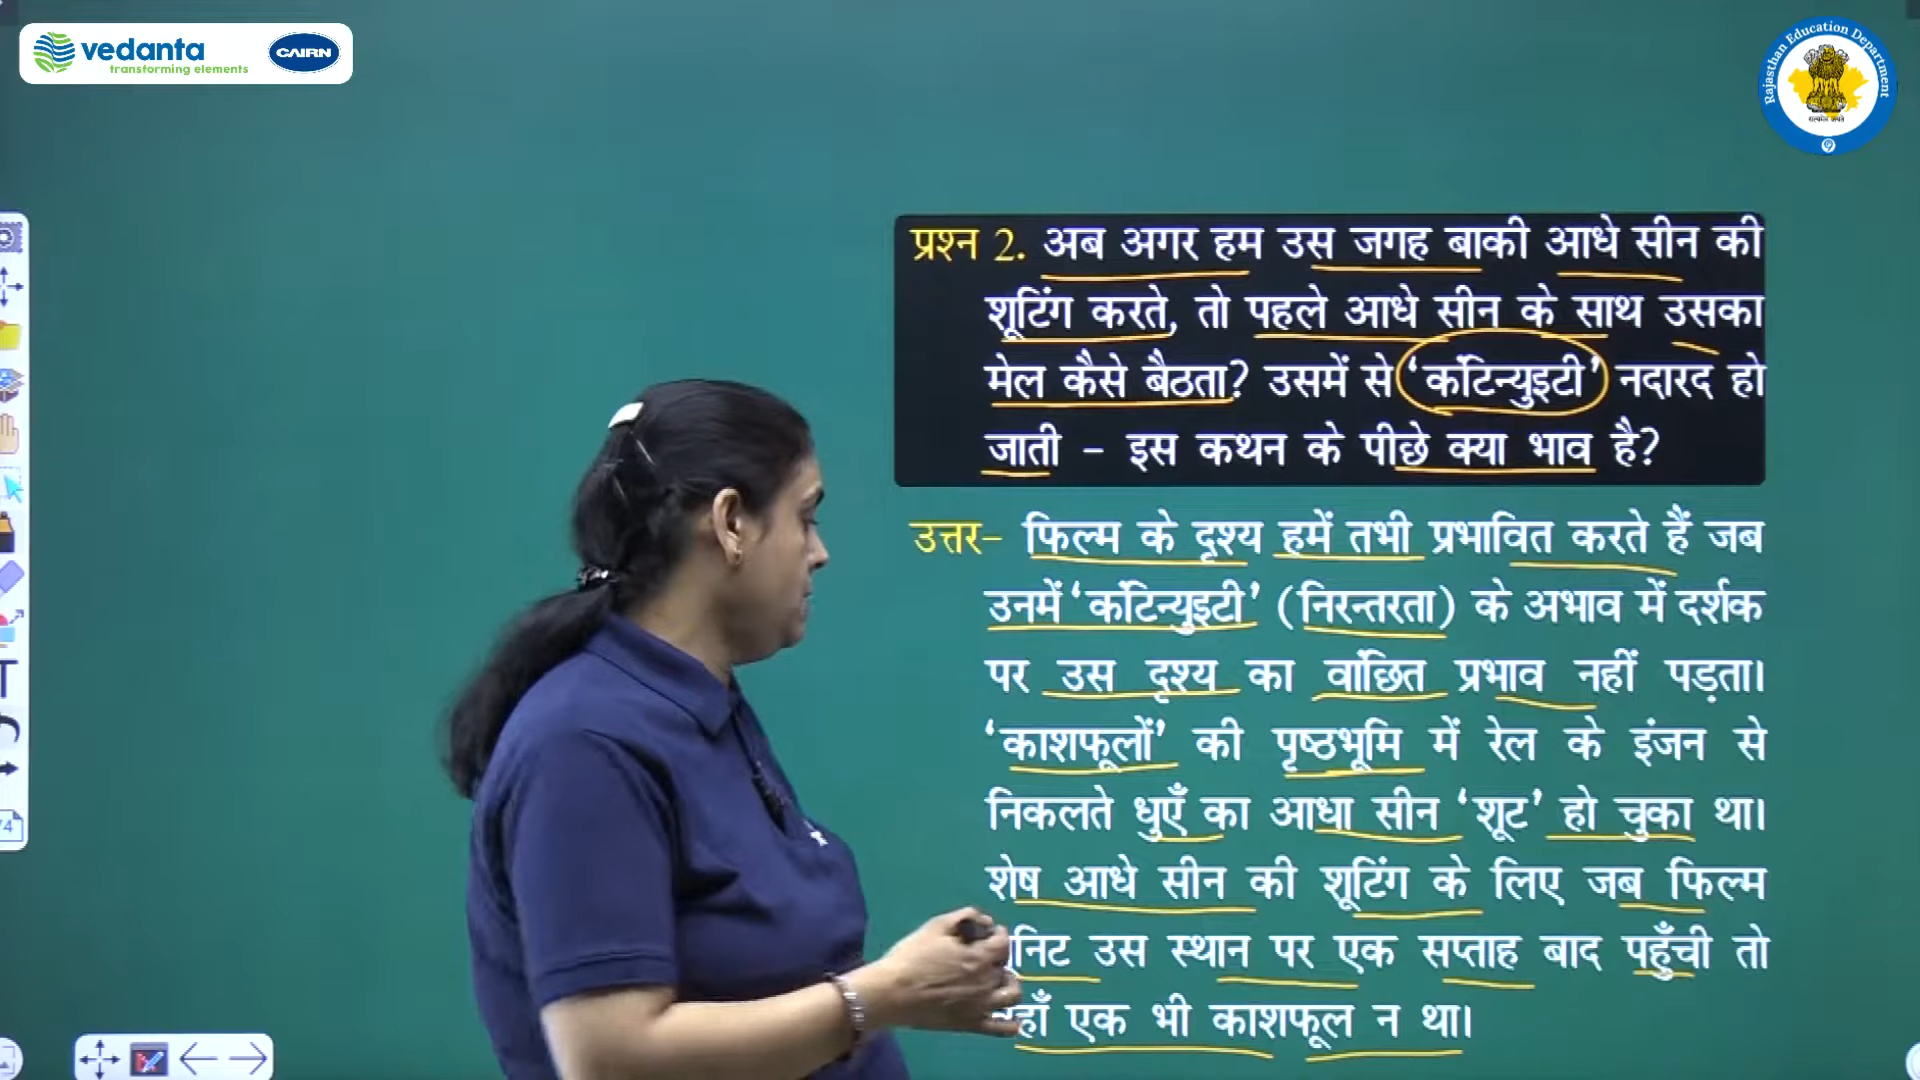 vedanta
transforming elements
CAIRN
Rajasthan Education Department
सत्यमेव जयते
प्रश्न 2. अब अगर हम उस जगह बाकी आधे सीन की
शूटिंग करते, तो पहले आधे सीन के साथ उसका
मेल कैसे बैठता? उसमें से ‘कंटिन्युइटी’ नदारद हो
जाती – इस कथन के पीछे क्या भाव है?
उत्तर– फिल्म के दृश्य हमें तभी प्रभावित करते हैं जब
उनमें ‘कंटिन्युइटी’ (निरन्तरता) के अभाव में दर्शक
पर उस दृश्य का वांछित प्रभाव नहीं पड़ता।
‘काशफूलों’ की पृष्ठभूमि में रेल के इंजन से
निकलते धुएँ का आधा सीन ‘शूट’ हो चुका था।
शेष आधे सीन की शूटिंग के लिए जब फिल्म
उस स्थान पर एक सप्ताह बाद पहुँची तो
एक भी काशफूल न था।